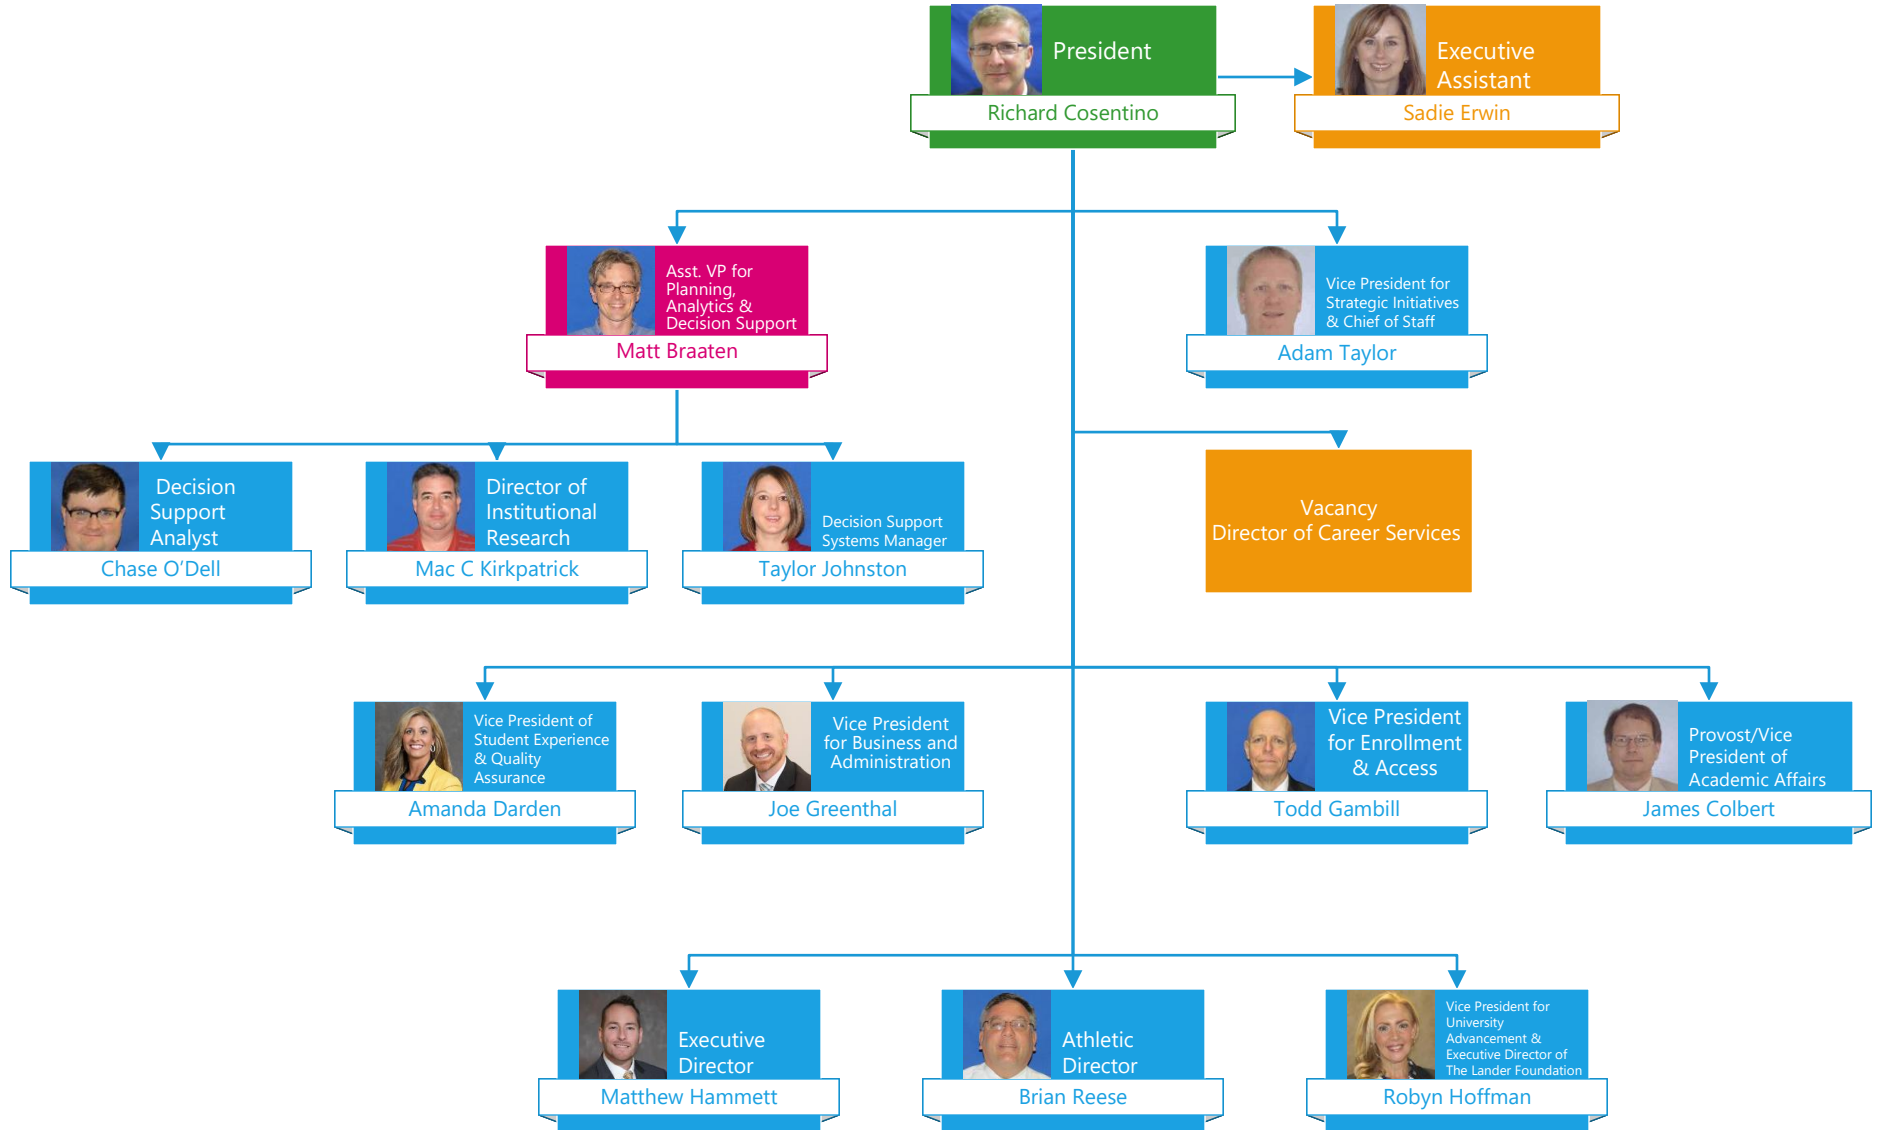 President
Richard Cosentino
Executive
Assistant
Sadie Erwin
Asst. VP for
Planning,
Analytics &
Decision Support
Matt Braaten
Vice President for
Strategic Initiatives
& Chief of Staff
Adam Taylor
Decision
Support
Analyst
Chase O’Dell
Director of
Institutional
Research
Mac C Kirkpatrick
Decision Support
Systems Manager
Taylor Johnston
Vacancy
Director of Career Services
Vice President of
Student Experience
& Quality
Assurance
Amanda Darden
Vice President
for Business and
Administration
Joe Greenthal
Vice President
for Enrollment
& Access
Todd Gambill
Provost/Vice
President of
Academic Affairs
James Colbert
Executive
Director
Matthew Hammett
Athletic
Director
Brian Reese
Vice President for
University
Advancement &
Executive Director of
The Lander Foundation
Robyn Hoffman